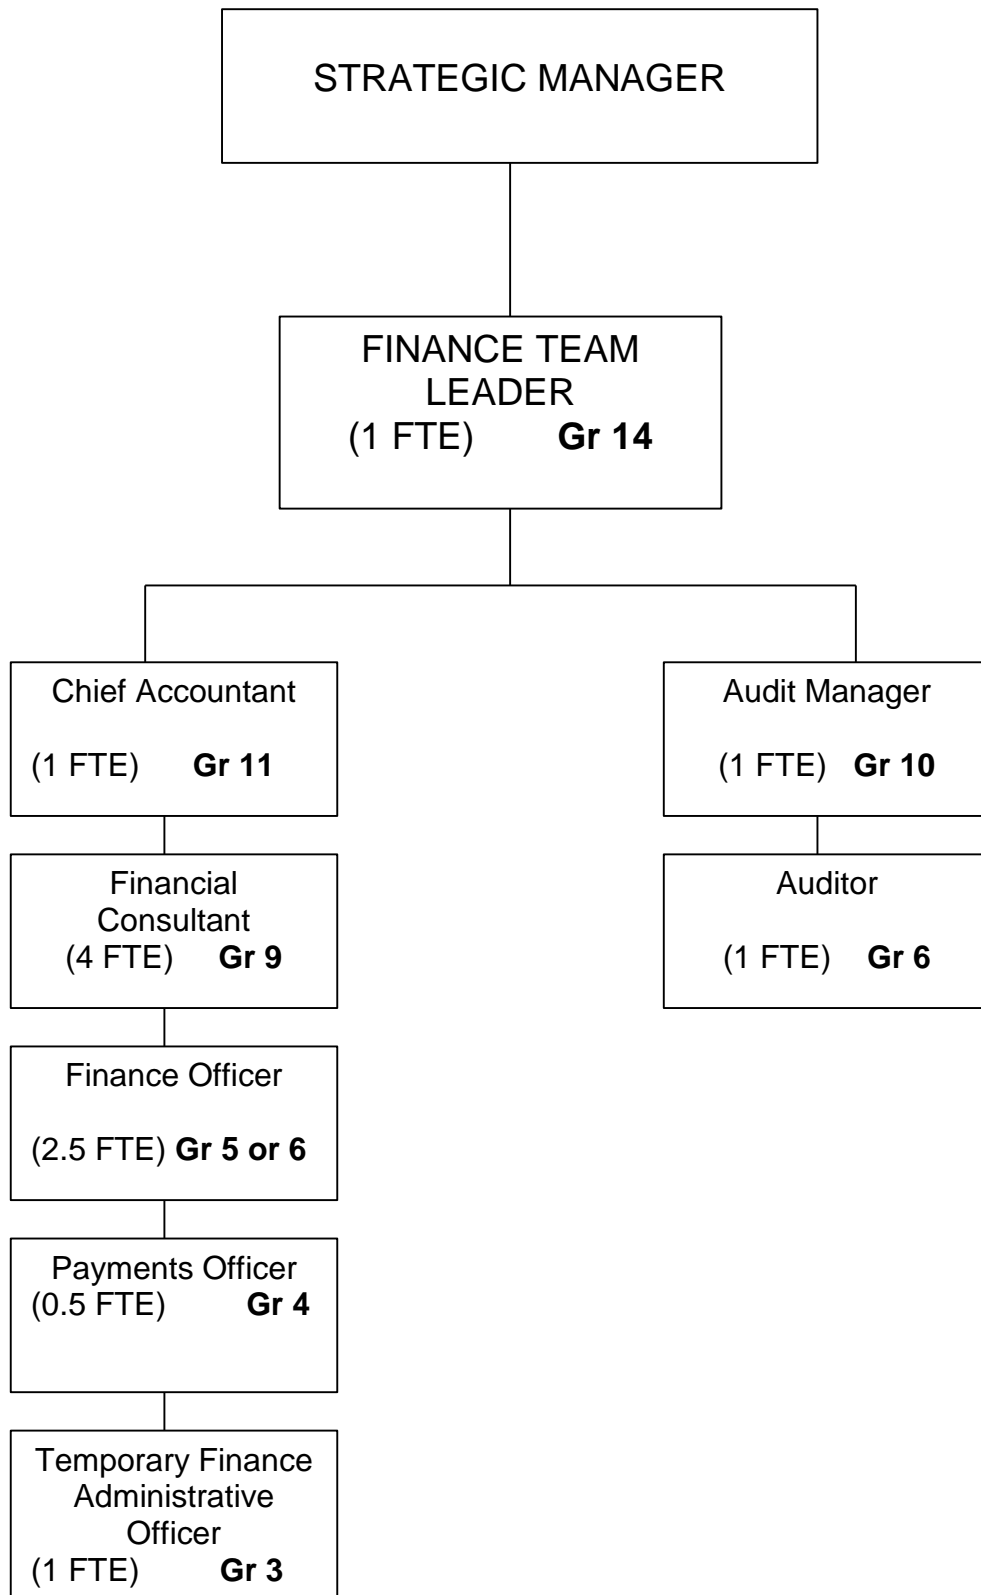 STRATEGIC MANAGER
FINANCE TEAM
LEADER
(1 FTE) Gr 14
Chief Accountant
(1 FTE) Gr 11
Audit Manager
(1 FTE) Gr 10
Financial
Consultant
(4 FTE) Gr 9
Auditor
(1 FTE) Gr 6
Finance Officer
(2.5 FTE) Gr 5 or 6
Payments Officer
(0.5 FTE) Gr 4
Temporary Finance
Administrative
Officer
(1 FTE) Gr 3